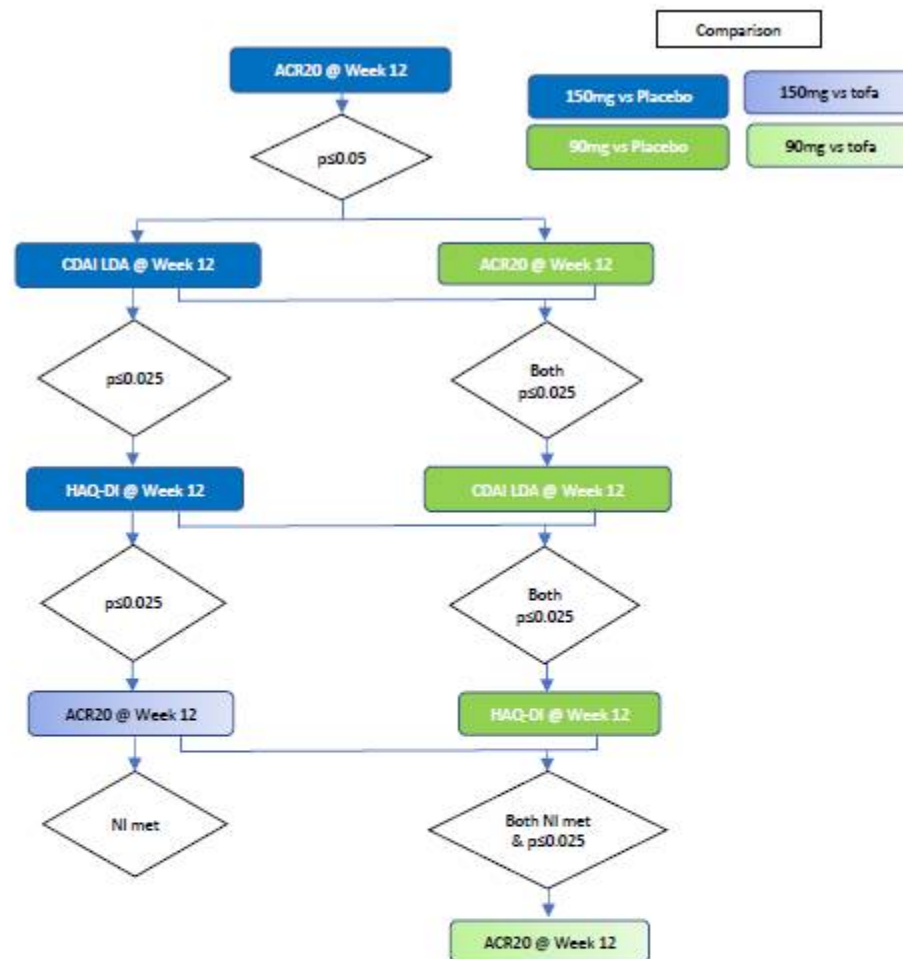 Comparison
ACR20 @ Week 12
150mg vs Placebo
150mg vs tofa
90mg vs Placebo
90mg vs tofa
p≤0.05
CDAI LDA @ Week 12
ACR20 @ Week 12
p≤0.025
Both
p≤0.025
HAQ-DI @ Week 12
CDAI LDA @ Week 12
p≤0.025
Both
p≤0.025
ACR20 @ Week 12
HAQ-DI @ Week 12
NI met
Both NI met
& p≤0.025
ACR20 @ Week 12